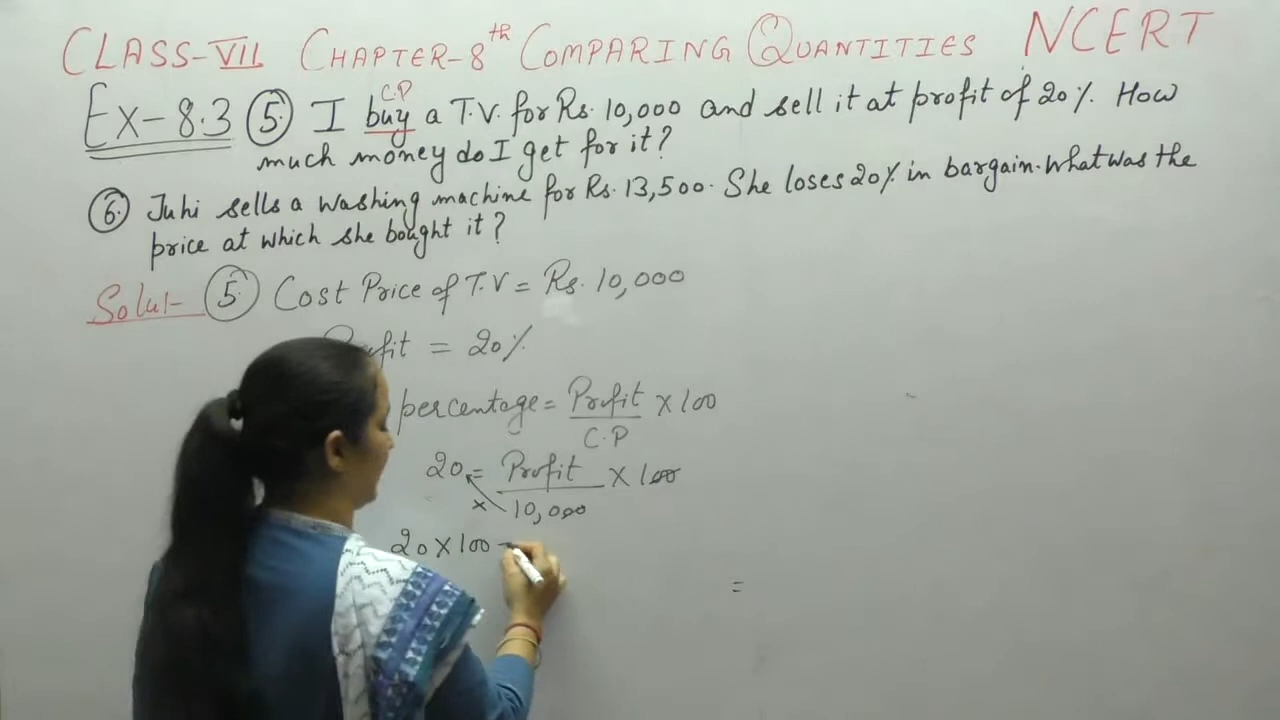 CLASS-VII CHAPTER-8th COMPARING QUANTITIES NCERT
C.P
Ex-8.3 (5.) I buy a T.V. for Rs. 10,000 and sell it at profit of 20%. How
much money do I get for it?
(6.) Juhi sells a washing machine for Rs. 13,500. She loses 20% in bargain. What was the
price at which she bought it?
Solu:- (5.) Cost Price of T.V = Rs. 10,000
Profit = 20%
percentage = Profit/C.P × 100
20 = Profit/10,000 × 100
×
20 × 100
=